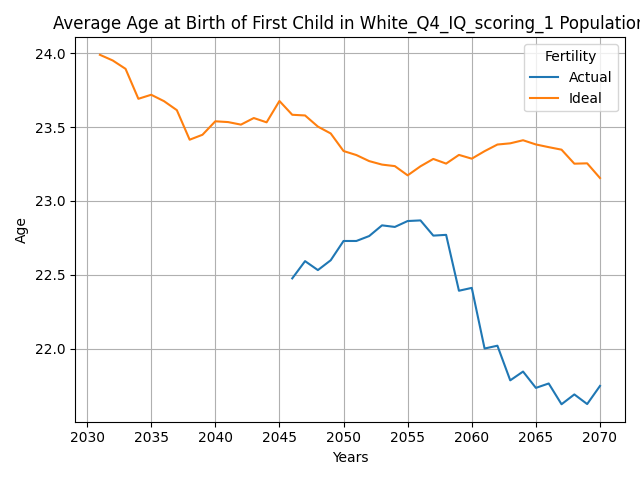 Average Age at Birth of First Child in White_Q4_IQ_scoring_1 Population
Fertility
Actual
Ideal
24.0
23.5
23.0
22.5
22.0
Age
2030 2035 2040 2045 2050 2055 2060 2065 2070
Years